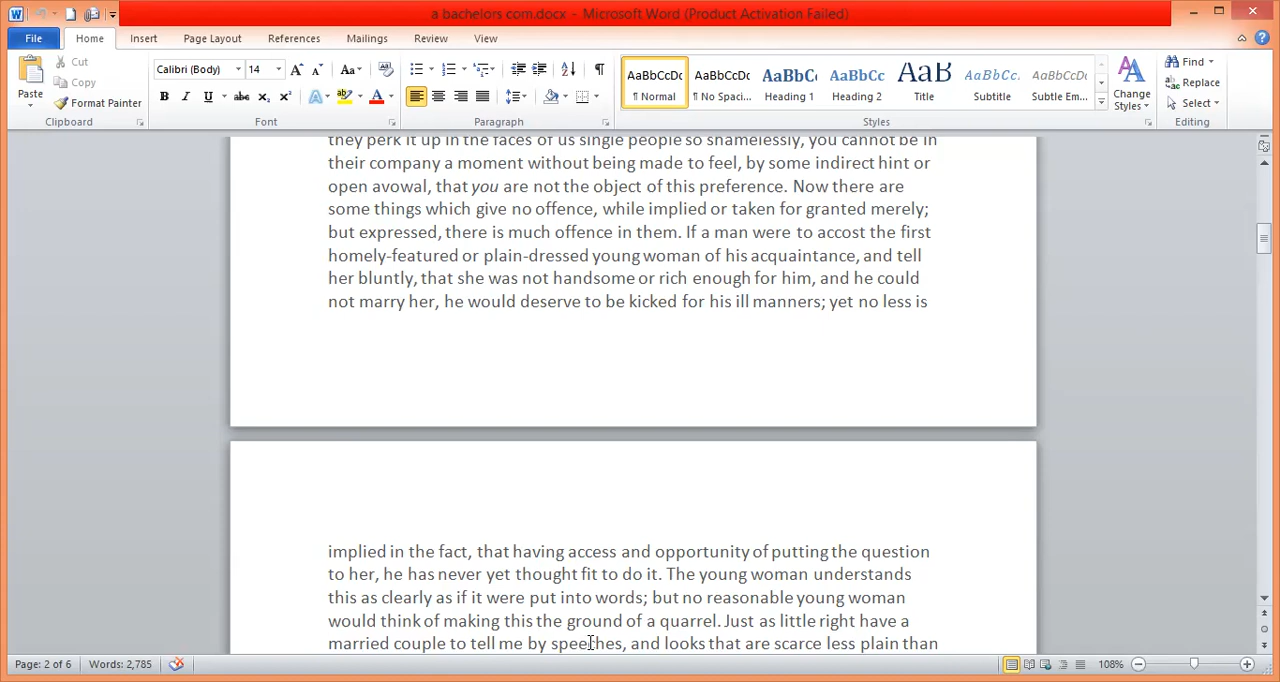 a bachelors com.docx - Microsoft Word (Product Activation Failed)
File Home Insert Page Layout References Mailings Review View
Paste
Cut
Copy
Format Painter
Clipboard
Calibri (Body) 14
Font
Paragraph
AaBbCcDc AaBbCcDc AaBbCc AaBbCc AaB AaBbCc. AaBbCcDc
¶ Normal ¶ No Spaci... Heading 1 Heading 2 Title Subtitle Subtle Em...
Change
Styles
Styles
Find
Replace
Select
Editing
they perk it up in the faces of us single people so shamelessly, you cannot be in
their company a moment without being made to feel, by some indirect hint or
open avowal, that you are not the object of this preference. Now there are
some things which give no offence, while implied or taken for granted merely;
but expressed, there is much offence in them. If a man were to accost the first
homely-featured or plain-dressed young woman of his acquaintance, and tell
her bluntly, that she was not handsome or rich enough for him, and he could
not marry her, he would deserve to be kicked for his ill manners; yet no less is
implied in the fact, that having access and opportunity of putting the question
to her, he has never yet thought fit to do it. The young woman understands
this as clearly as if it were put into words; but no reasonable young woman
would think of making this the ground of a quarrel. Just as little right have a
married couple to tell me by speeches, and looks that are scarce less plain than
Page: 2 of 6 Words: 2,785 108%